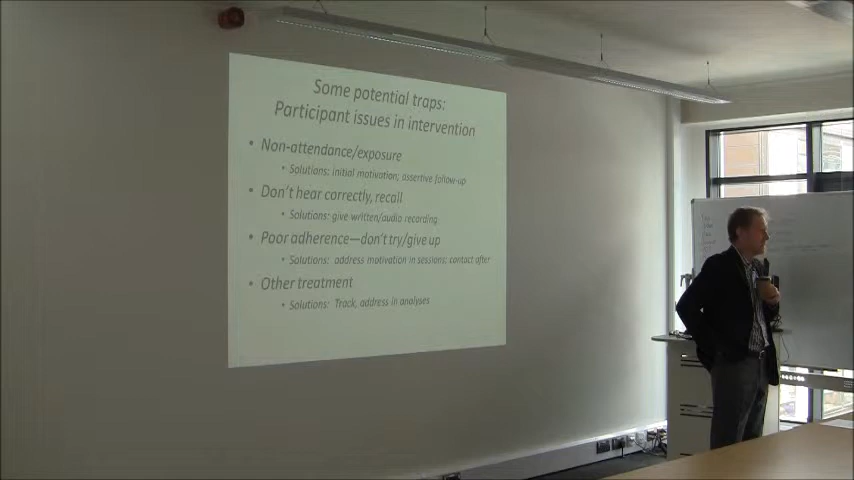 Some potential traps:
Participant issues in intervention
• Non-attendance/exposure
• Solutions: initial motivation; assertive follow-up
• Don't hear correctly, recall
• Solutions: give written/audio recording
• Poor adherence—don't try/give up
• Solutions: address motivation in sessions; contact after
• Other treatment
• Solutions: Track, address in analyses